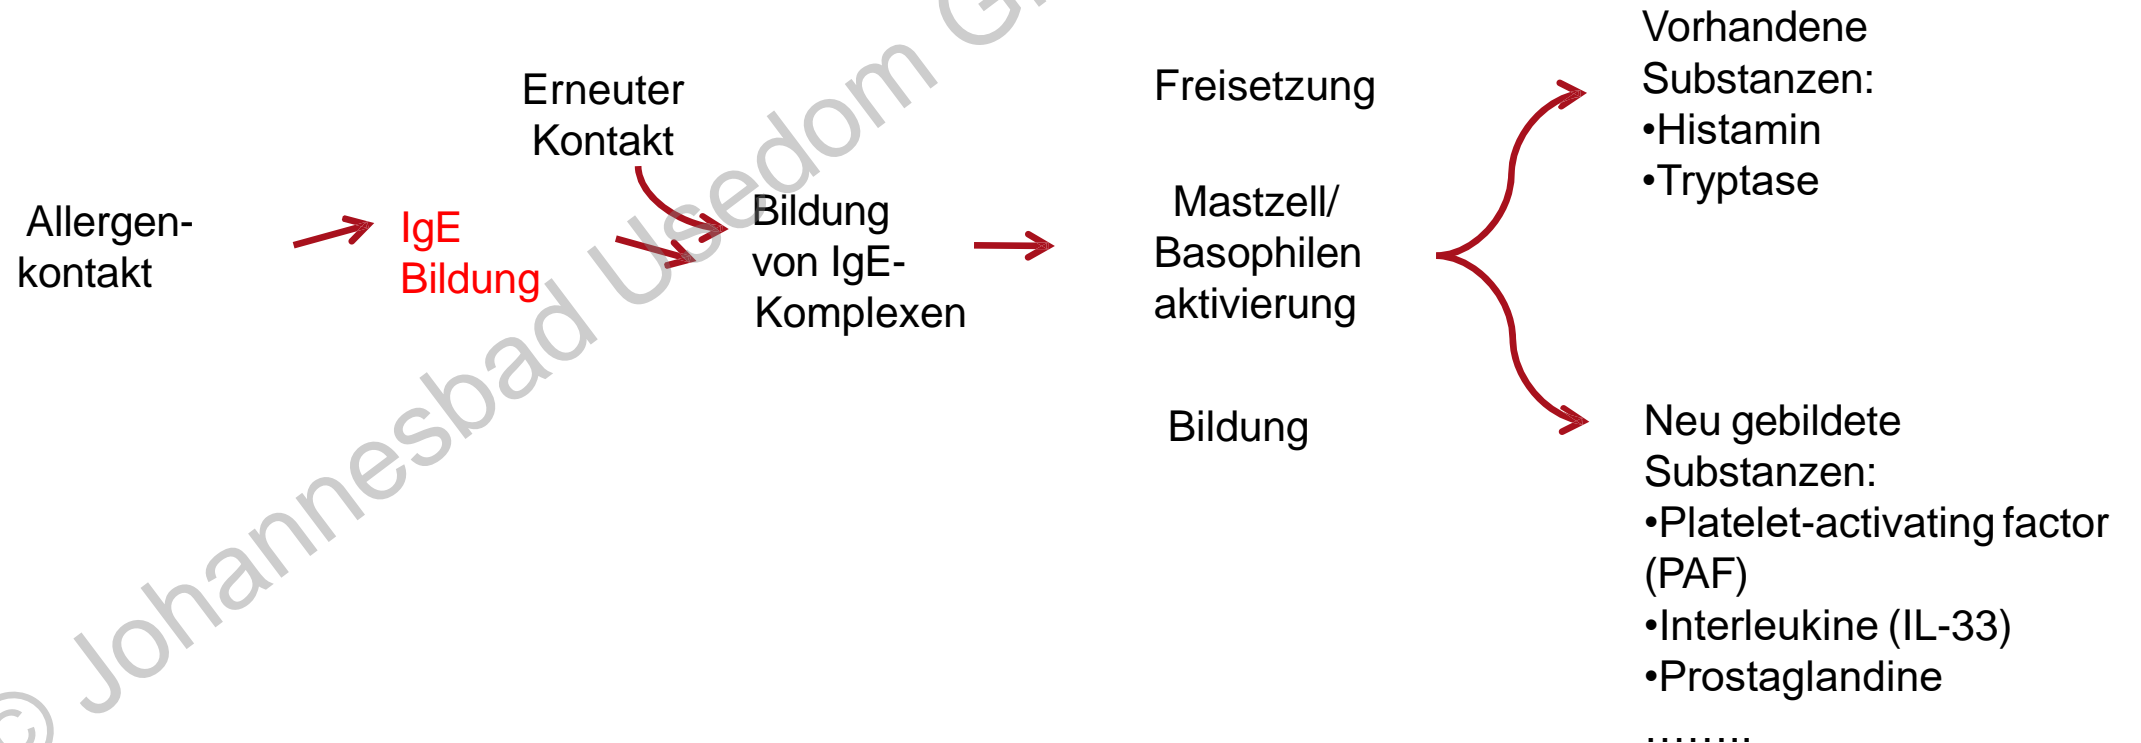 Allergen-
kontakt
IgE
Bildung
Erneuter
Kontakt
Bildung
von IgE-
Komplexen
Freisetzung
Mastzell/
Basophilen
aktivierung
Bildung
Vorhandene
Substanzen:
•Histamin
•Tryptase
Neu gebildete
Substanzen:
•Platelet-activating factor
(PAF)
•Interleukine (IL-33)
•Prostaglandine
........
© Johannesbad Usedom